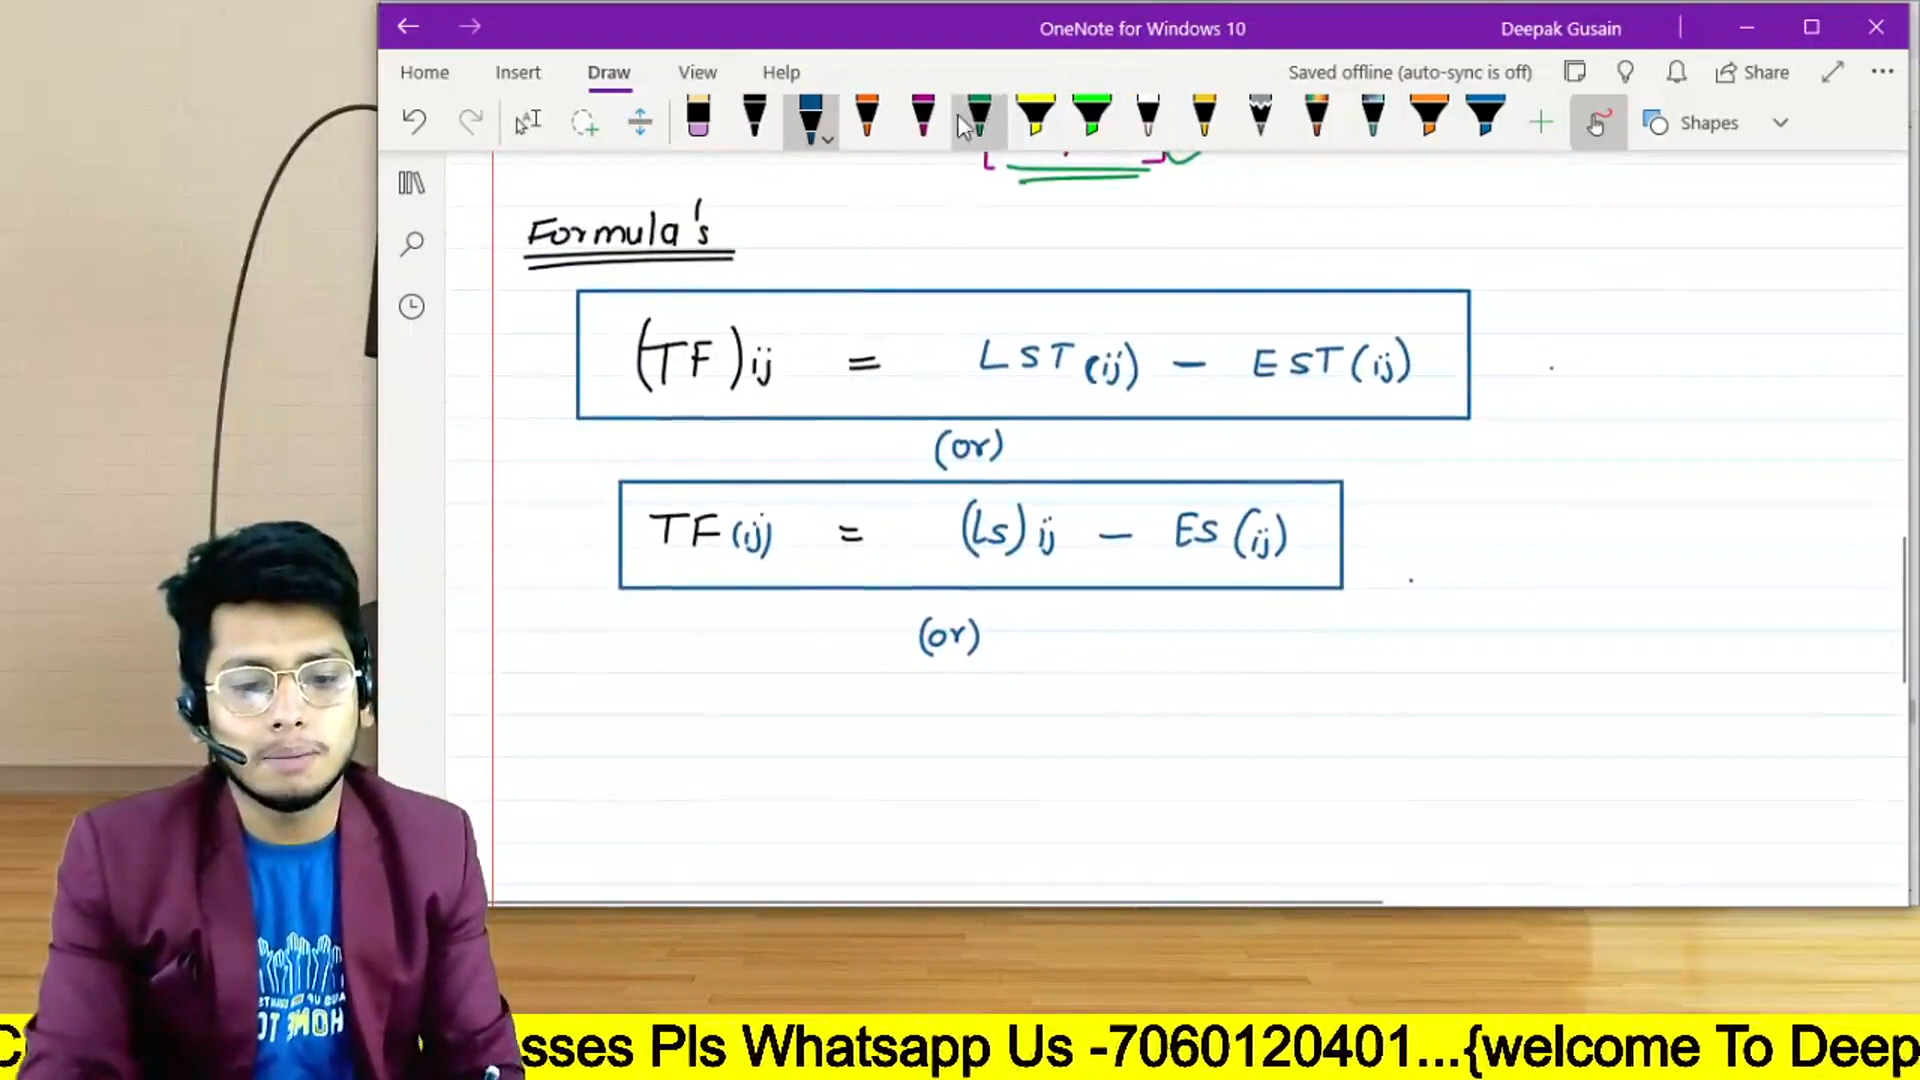 OneNote for Windows 10
Deepak Gusain
Home Insert Draw View Help
Saved offline (auto-sync is off)
Share
Shapes
Formula's
(TF)ij = LST(ij) - EST(ij)
(or)
TF(ij) = (LS)ij - ES(ij)
(or)
HOME
asses Pls Whatsapp Us -7060120401...{welcome To Deep